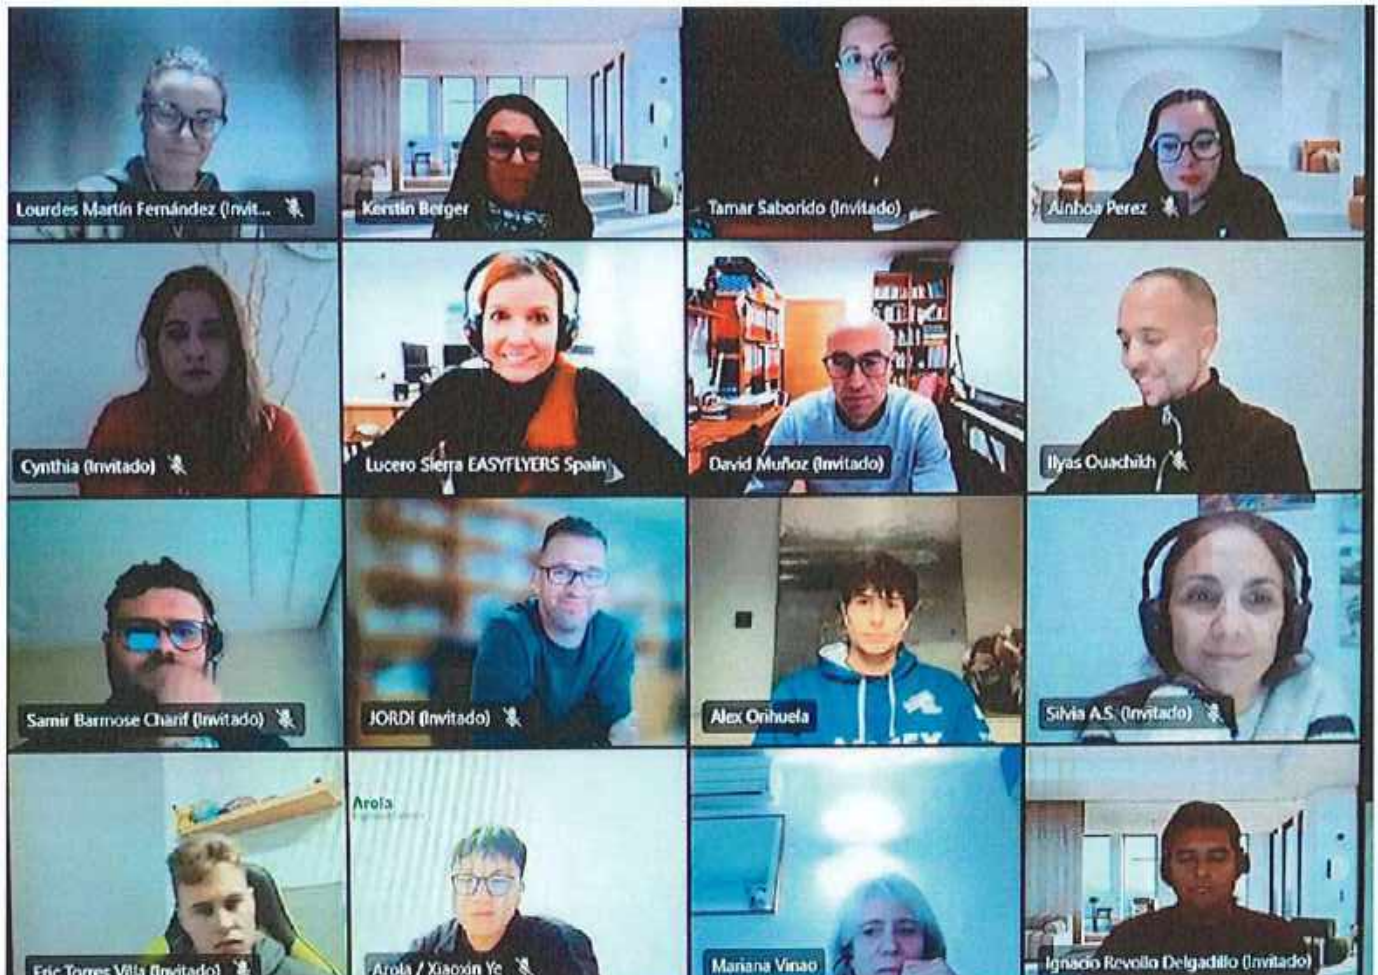 Lourdes Martín Fernández (Invit...
Kerstin Berger
Tamar Saborido (Invitado)
Ainhoa Perez
Cynthia (Invitado)
Lucero Sierra EASYFLYERS Spain
David Muñoz (Invitado)
Ilyas Ouachikh
Samir Barmose Charif (Invitado)
JORDI (Invitado)
Alex Orihuela
Silvia A.S. (Invitado)
Arola
Eric Torres Villa (Invitado)
Arola / Xiaoxin Ye
Mariana Vinao
Ignacio Revollo Delgadillo (Invitado)